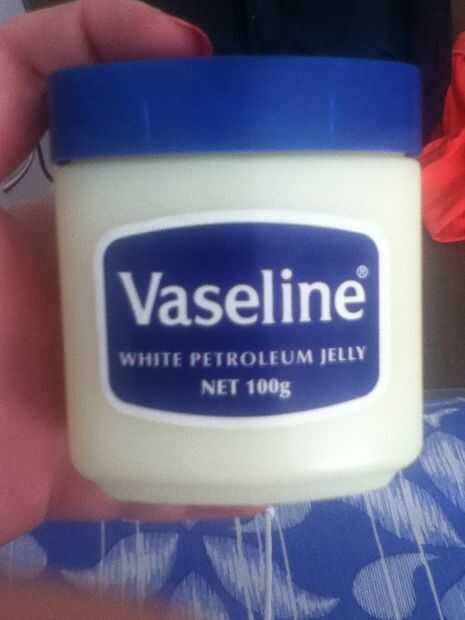 Vaseline®
WHITE PETROLEUM JELLY
NET 100g